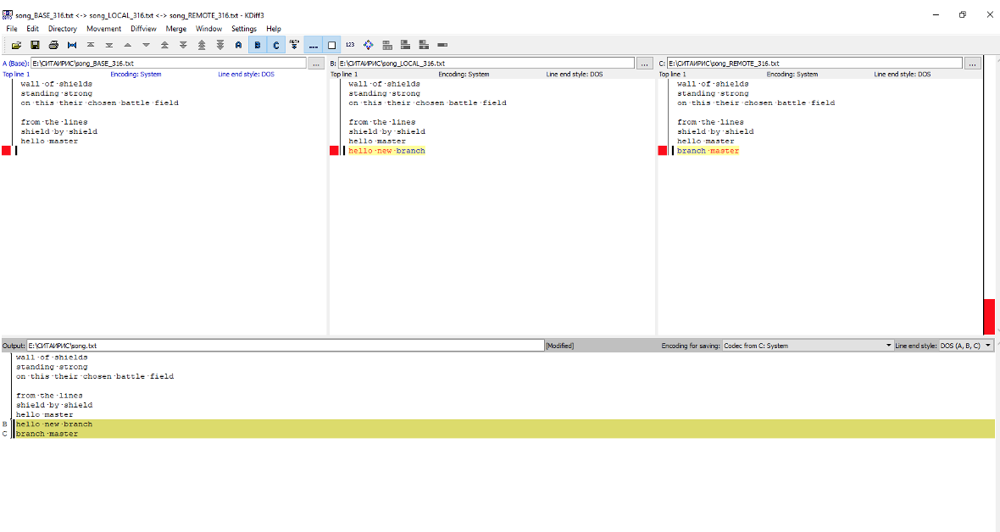 song_BASE_316.txt <-> song_LOCAL_316.txt <-> song_REMOTE_316.txt - KDiff3
File Edit Directory Movement Diffview Merge Window Settings Help
A B C AUTO 123
A (Base): E:\СИТАИРИС\song_BASE_316.txt ...
Top line 1 Encoding: System Line end style: DOS
wall·of·shields
standing·strong
on·this·their·chosen·battle·field
from·the·lines
shield·by·shield
hello·master
B: E:\СИТАИРИС\song_LOCAL_316.txt ...
Top line 1 Encoding: System Line end style: DOS
wall·of·shields
standing·strong
on·this·their·chosen·battle·field
from·the·lines
shield·by·shield
hello·master
hello·new·branch
C: E:\СИТАИРИС\song_REMOTE_316.txt ...
Top line 1 Encoding: System Line end style: DOS
wall·of·shields
standing·strong
on·this·their·chosen·battle·field
from·the·lines
shield·by·shield
hello·master
branch·master
Output: E:\СИТАИРИС\song.txt [Modified] Encoding for saving: Codec from C: System Line end style: DOS (A, B, C)
wall·of·shields
standing·strong
on·this·their·chosen·battle·field
from·the·lines
shield·by·shield
hello·master
B hello·new·branch
C branch·master